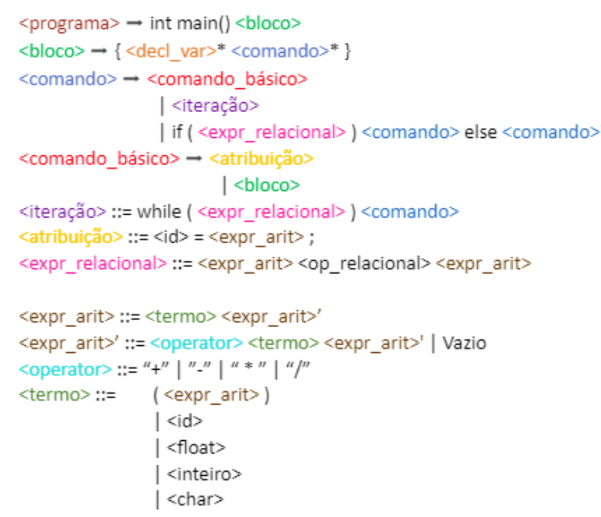 <programa> → int main() <bloco>
<bloco> → { <decl_var>* <comando>* }
<comando> → <comando_básico>
| <iteração>
| if ( <expr_relacional> ) <comando> else <comando>
<comando_básico> → <atribuição>
| <bloco>
<iteração> ::= while ( <expr_relacional> ) <comando>
<atribuição> ::= <id> = <expr_arit> ;
<expr_relacional> ::= <expr_arit> <op_relacional> <expr_arit>
<expr_arit> ::= <termo> <expr_arit>’
<expr_arit>’ ::= <operator> <termo> <expr_arit>' | Vazio
<operator> ::= “+” | ”-” | “ * ” | “/”
<termo> ::= ( <expr_arit> )
| <id>
| <float>
| <inteiro>
| <char>